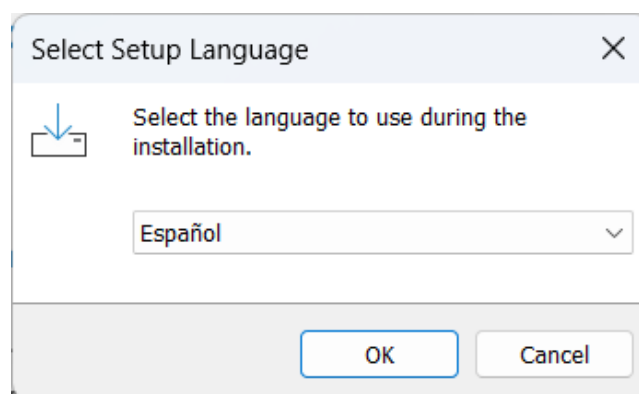 Select Setup Language
Select the language to use during the
installation.
Español
OK
Cancel